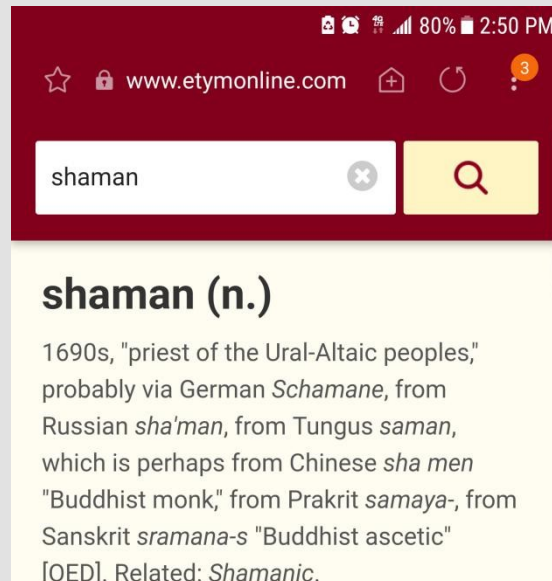 80% 2:50 PM
www.etymonline.com 3
shaman
shaman (n.)
1690s, "priest of the Ural-Altaic peoples,"
probably via German Schamane, from
Russian sha'man, from Tungus saman,
which is perhaps from Chinese sha men
"Buddhist monk," from Prakrit samaya-, from
Sanskrit sramana-s "Buddhist ascetic"
[OED]. Related: Shamanic.